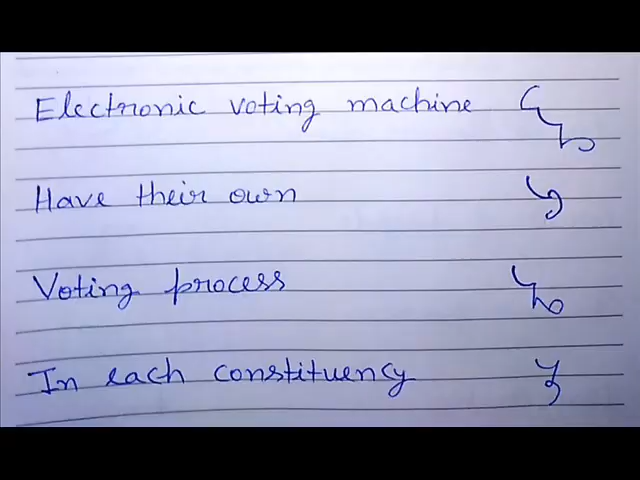 Electronic voting machine
Have their own
Voting process
In each constituency